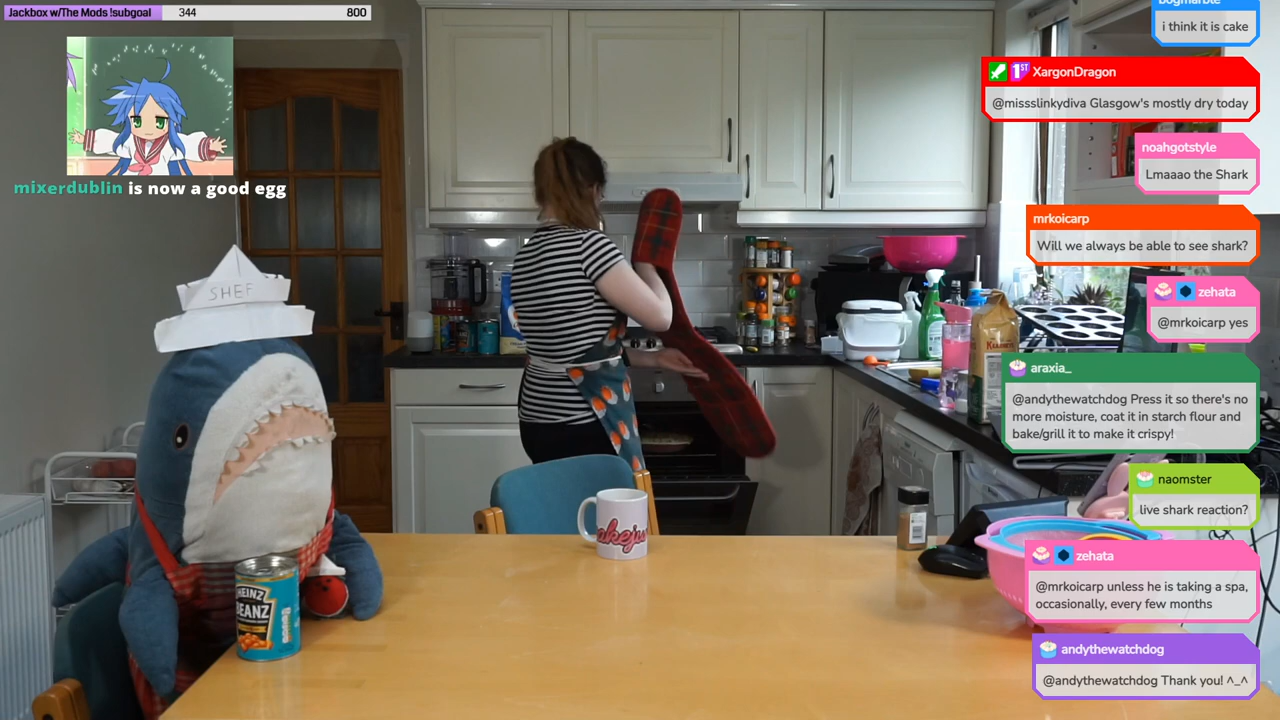 Jackbox w/The Mods !subgoal 344 800
mixerdublin is now a good egg
SHEF
HEINZ
BEANZ
akeju
bogmarble
i think it is cake
1ST XargonDragon
@missslinkydiva Glasgow's mostly dry today
noahgotstyle
Lmaaao the Shark
mrkoicarp
Will we always be able to see shark?
zehata
@mrkoicarp yes
araxia_
@andythewatchdog Press it so there's no
more moisture, coat it in starch flour and
bake/grill it to make it crispy!
naomster
live shark reaction?
zehata
@mrkoicarp unless he is taking a spa,
occasionally, every few months
andythewatchdog
@andythewatchdog Thank you! ^_^